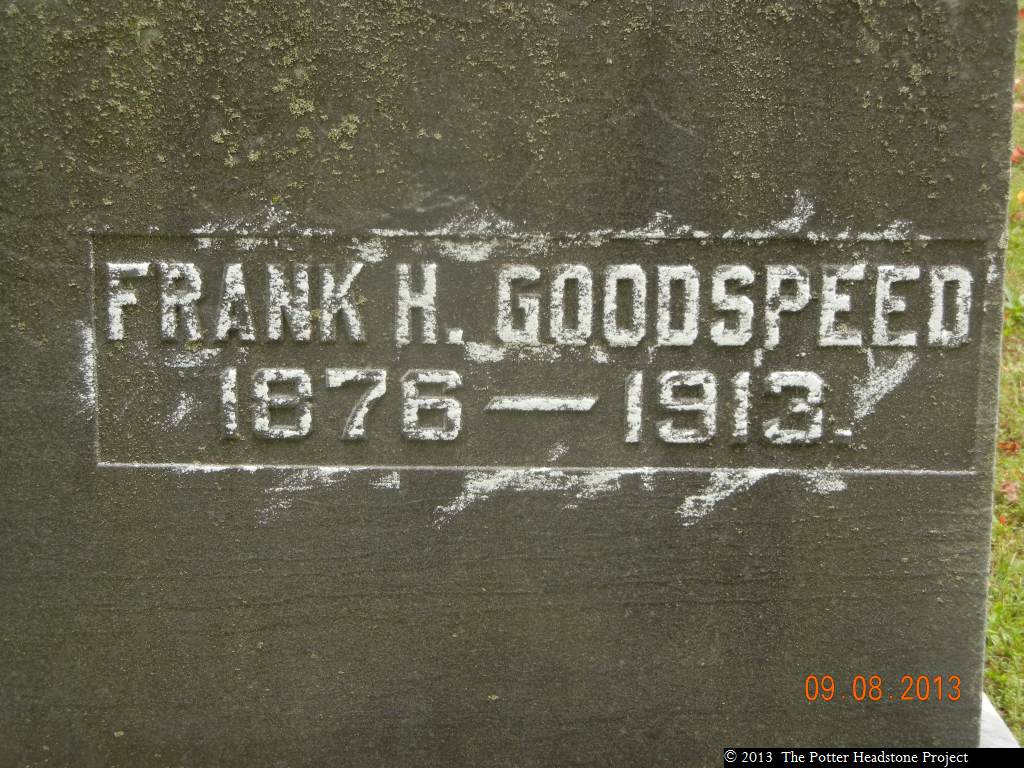 FRANK H. GOODSPEED
1876 — 1913.
09.08.2013
© 2013 The Potter Headstone Project